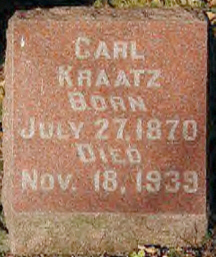 Carl
Kraatz
Born
July 27, 1870
Died
Nov. 18, 1939